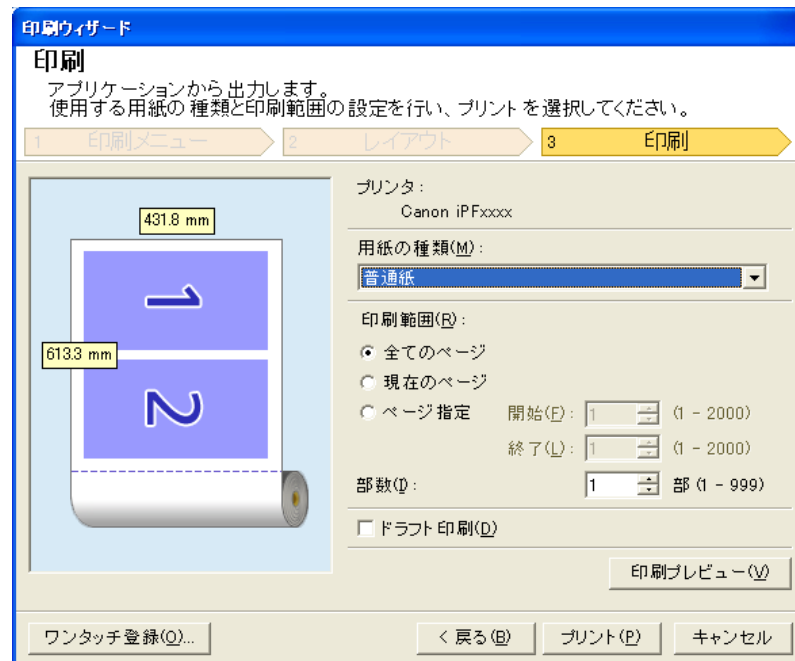 印刷ウィザード
印刷
アプリケーションから出力します。
使用する用紙の種類と印刷範囲の設定を行い、プリントを選択してください。
1 印刷メニュー 2 レイアウト 3 印刷
431.8 mm
613.3 mm
1
2
プリンタ:
Canon iPFxxxx
用紙の種類(M):
普通紙
印刷範囲(R):
全てのページ
現在のページ
ページ指定 開始(F): 1 (1 - 2000)
終了(L): 1 (1 - 2000)
部数(I): 1 部 (1 - 999)
ドラフト印刷(D)
印刷プレビュー(V)
ワンタッチ登録(O)... < 戻る(B) プリント(P) キャンセル